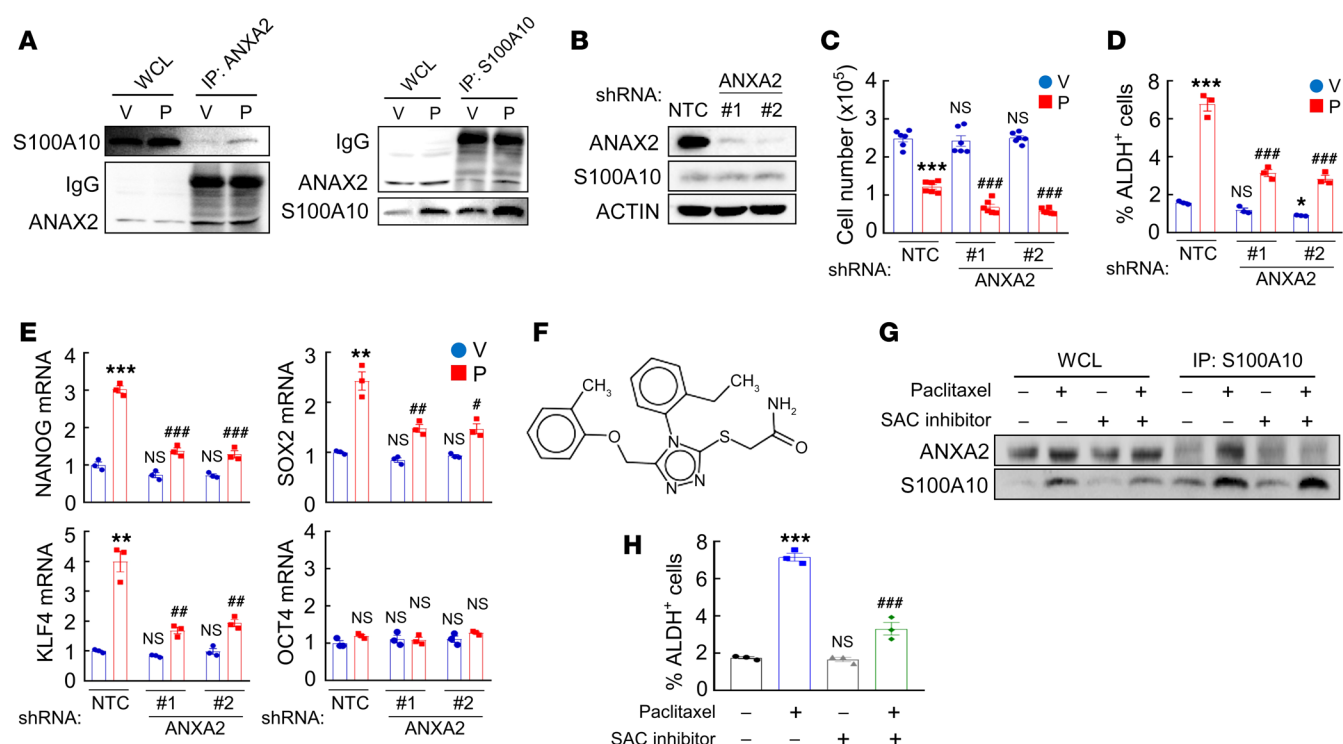 A
WCL
IP: ANXA2
V P V P
S100A10
IgG
ANAX2
WCL
IP: S100A10
V P V P
IgG
ANAX2
S100A10
B
ANXA2
shRNA:
NTC #1 #2
ANAX2
S100A10
ACTIN
C
Cell number (x10⁵)
4
3
2
1
0
V
P
***
NS
###
NS
###
NTC #1 #2
shRNA:
ANXA2
D
% ALDH⁺ cells
8
6
4
2
0
V
P
***
NS
###
*
###
NTC #1 #2
shRNA:
ANXA2
E
NANOG mRNA
4
3
2
1
0
***
NS
###
NS
###
SOX2 mRNA
3
2
1
0
V
P
**
NS
##
NS
#
KLF4 mRNA
5
4
3
2
1
0
**
NS
##
NS
##
NTC #1 #2
shRNA:
ANXA2
OCT4 mRNA
4
3
2
1
0
NS
NS
NS
NS
NS
NTC #1 #2
shRNA:
ANXA2
F
CH₃
CH₃
NH₂
O
N
S
O
N
N
G
WCL
IP: S100A10
Paclitaxel – + – + – + – +
SAC inhibitor – – + + – – + +
ANXA2
S100A10
H
% ALDH⁺ cells
8
6
4
2
0
***
NS
###
Paclitaxel – + – +
SAC inhibitor – – + +